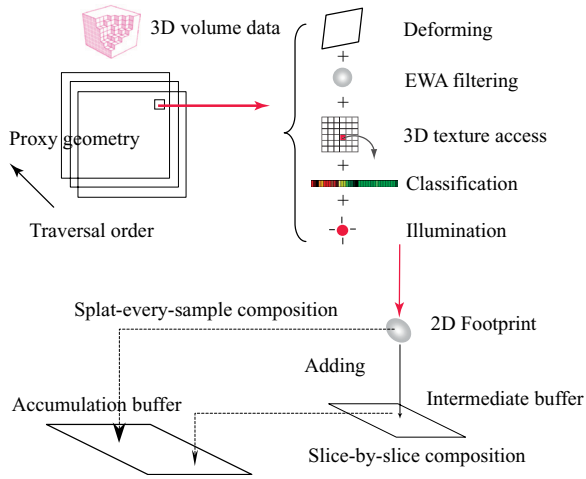 3D volume data
Deforming
+
EWA filtering
+
3D texture access
+
Classification
+
Illumination
Proxy geometry
Traversal order
Splat-every-sample composition
2D Footprint
Adding
Intermediate buffer
Accumulation buffer
Slice-by-slice composition